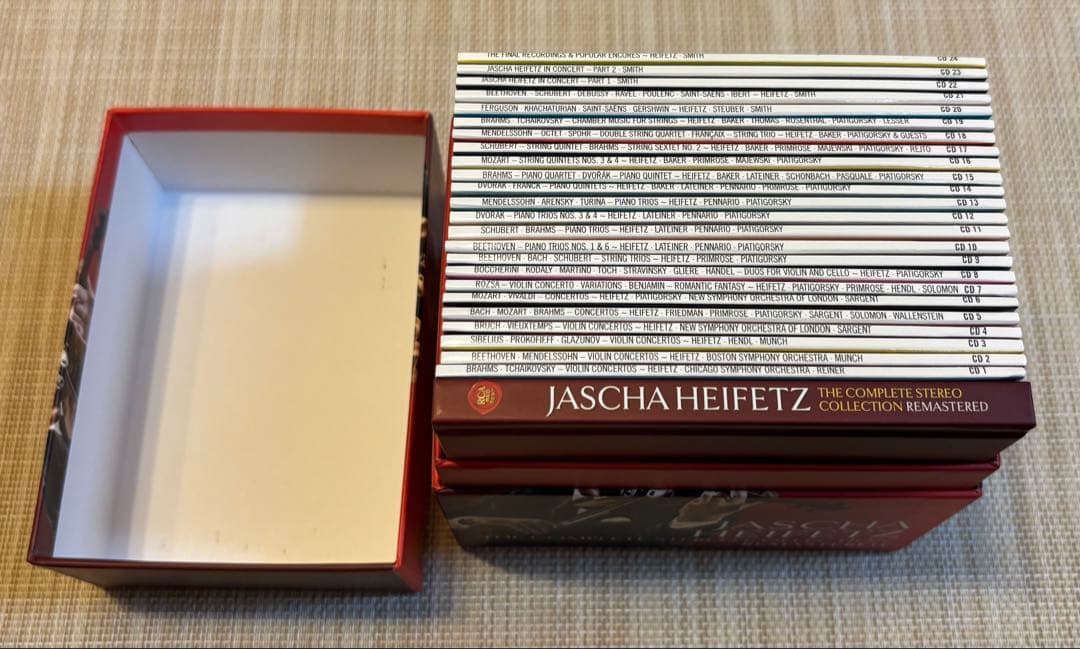 THE FINAL RECORDINGS & POPULAR ENCORES – HEIFETZ · SMITH CD 24
JASCHA HEIFETZ IN CONCERT – PART 2 · SMITH CD 23
JASCHA HEIFETZ IN CONCERT – PART 1 · SMITH CD 22
BEETHOVEN · SCHUBERT · DEBUSSY · RAVEL · POULENC · SAINT-SAËNS · IBERT ~ HEIFETZ · SMITH CD 21
FERGUSON · KHACHATURIAN · SAINT-SAËNS · GERSHWIN ~ HEIFETZ · STEUBER · SMITH CD 20
BRAHMS · TCHAIKOVSKY – CHAMBER MUSIC FOR STRINGS ~ HEIFETZ · BAKER · THOMAS · ROSENTHAL · PIATIGORSKY · LESSER CD 19
MENDELSSOHN – OCTET · SPOHR – DOUBLE STRING QUARTET · FRANÇAIX – STRING TRIO ~ HEIFETZ · BAKER · PIATIGORSKY & GUESTS CD 18
SCHUBERT – STRING QUINTET · BRAHMS – STRING SEXTET NO. 2 ~ HEIFETZ · BAKER · PRIMROSE · MAJEWSKI · PIATIGORSKY · REJTO CD 17
MOZART – STRING QUINTETS NOS. 3 & 4 ~ HEIFETZ · BAKER · PRIMROSE · MAJEWSKI · PIATIGORSKY CD 16
BRAHMS – PIANO QUARTET · DVOŘÁK – PIANO QUINTET ~ HEIFETZ · BAKER · LATEINER · SCHONBACH · PASQUALE · PIATIGORSKY CD 15
DVOŘÁK · FRANCK – PIANO QUINTETS ~ HEIFETZ · BAKER · LATEINER · PENNARIO · PRIMROSE · PIATIGORSKY CD 14
MENDELSSOHN · ARENSKY · TURINA – PIANO TRIOS ~ HEIFETZ · PENNARIO · PIATIGORSKY CD 13
DVOŘÁK – PIANO TRIOS NOS. 3 & 4 ~ HEIFETZ · LATEINER · PENNARIO · PIATIGORSKY CD 12
SCHUBERT · BRAHMS – PIANO TRIOS ~ HEIFETZ · PENNARIO · PIATIGORSKY CD 11
BEETHOVEN – PIANO TRIOS NOS. 1 & 6 ~ HEIFETZ · LATEINER · PENNARIO · PIATIGORSKY CD 10
BEETHOVEN · BACH · SCHUBERT – STRING TRIOS ~ HEIFETZ · PRIMROSE · PIATIGORSKY CD 9
BOCCHERINI · KODÁLY · MARTINŮ · TOCH · STRAVINSKY · GLIÈRE · HANDEL – DUOS FOR VIOLIN AND CELLO ~ HEIFETZ · PIATIGORSKY CD 8
RÓZSA – VIOLIN CONCERTO · VARIATIONS · BENJAMIN – ROMANTIC FANTASY ~ HEIFETZ · PIATIGORSKY · PRIMROSE · HENDL · SOLOMON CD 7
MOZART · VIVALDI – CONCERTOS ~ HEIFETZ · PIATIGORSKY · NEW SYMPHONY ORCHESTRA OF LONDON · SARGENT CD 6
BACH · MOZART · BRAHMS – CONCERTOS ~ HEIFETZ · FRIEDMAN · PRIMROSE · PIATIGORSKY · SARGENT · SOLOMON · WALLENSTEIN CD 5
BRUCH · VIEUXTEMPS – VIOLIN CONCERTOS ~ HEIFETZ · NEW SYMPHONY ORCHESTRA OF LONDON · SARGENT CD 4
SIBELIUS · PROKOFIEFF · GLAZUNOV – VIOLIN CONCERTOS ~ HEIFETZ · HENDL · MUNCH CD 3
BEETHOVEN · MENDELSSOHN – VIOLIN CONCERTOS ~ HEIFETZ · BOSTON SYMPHONY ORCHESTRA · MUNCH CD 2
BRAHMS · TCHAIKOVSKY – VIOLIN CONCERTOS ~ HEIFETZ · CHICAGO SYMPHONY ORCHESTRA · REINER CD 1
RCA RED SEAL
JASCHA HEIFETZ THE COMPLETE STEREO
COLLECTION REMASTERED
JASCHA
HEIFETZ